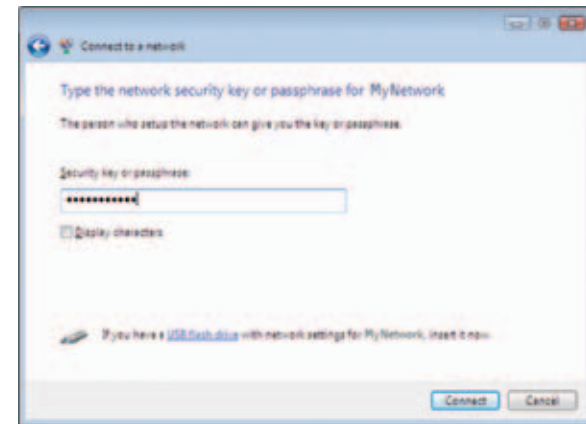 Connect to a network
Type the network security key or passphrase for MyNetwork
The person who setup the network can give you the key or passphrase.
Security key or passphrase:
•••••••••••
Display characters
If you have a USB flash drive with network settings for MyNetwork, insert it now.
Connect Cancel